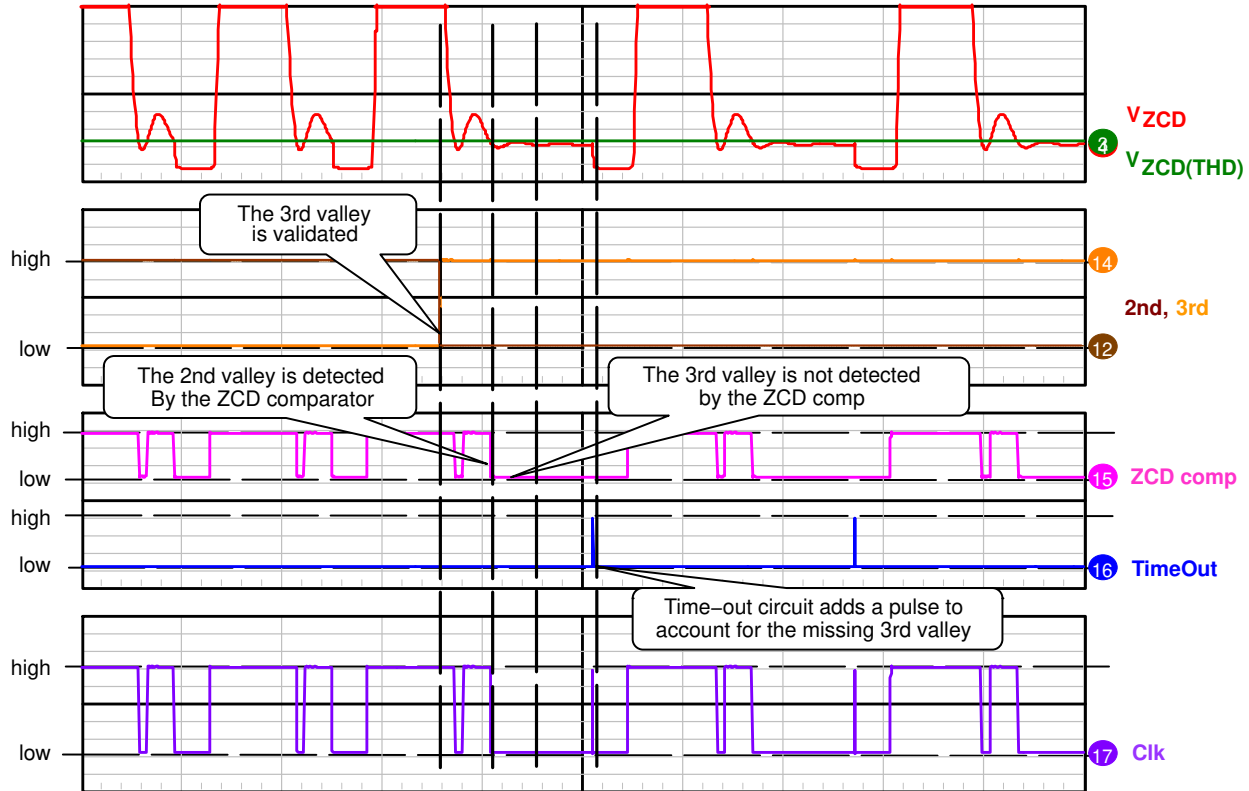 VZCD
3
4
VZCD(THD)
The 3rd valley
is validated
high
14
2nd, 3rd
low
12
The 2nd valley is detected
By the ZCD comparator
The 3rd valley is not detected
by the ZCD comp
high
low
15 ZCD comp
high
low
16 TimeOut
Time−out circuit adds a pulse to
account for the missing 3rd valley
high
low
17 Clk